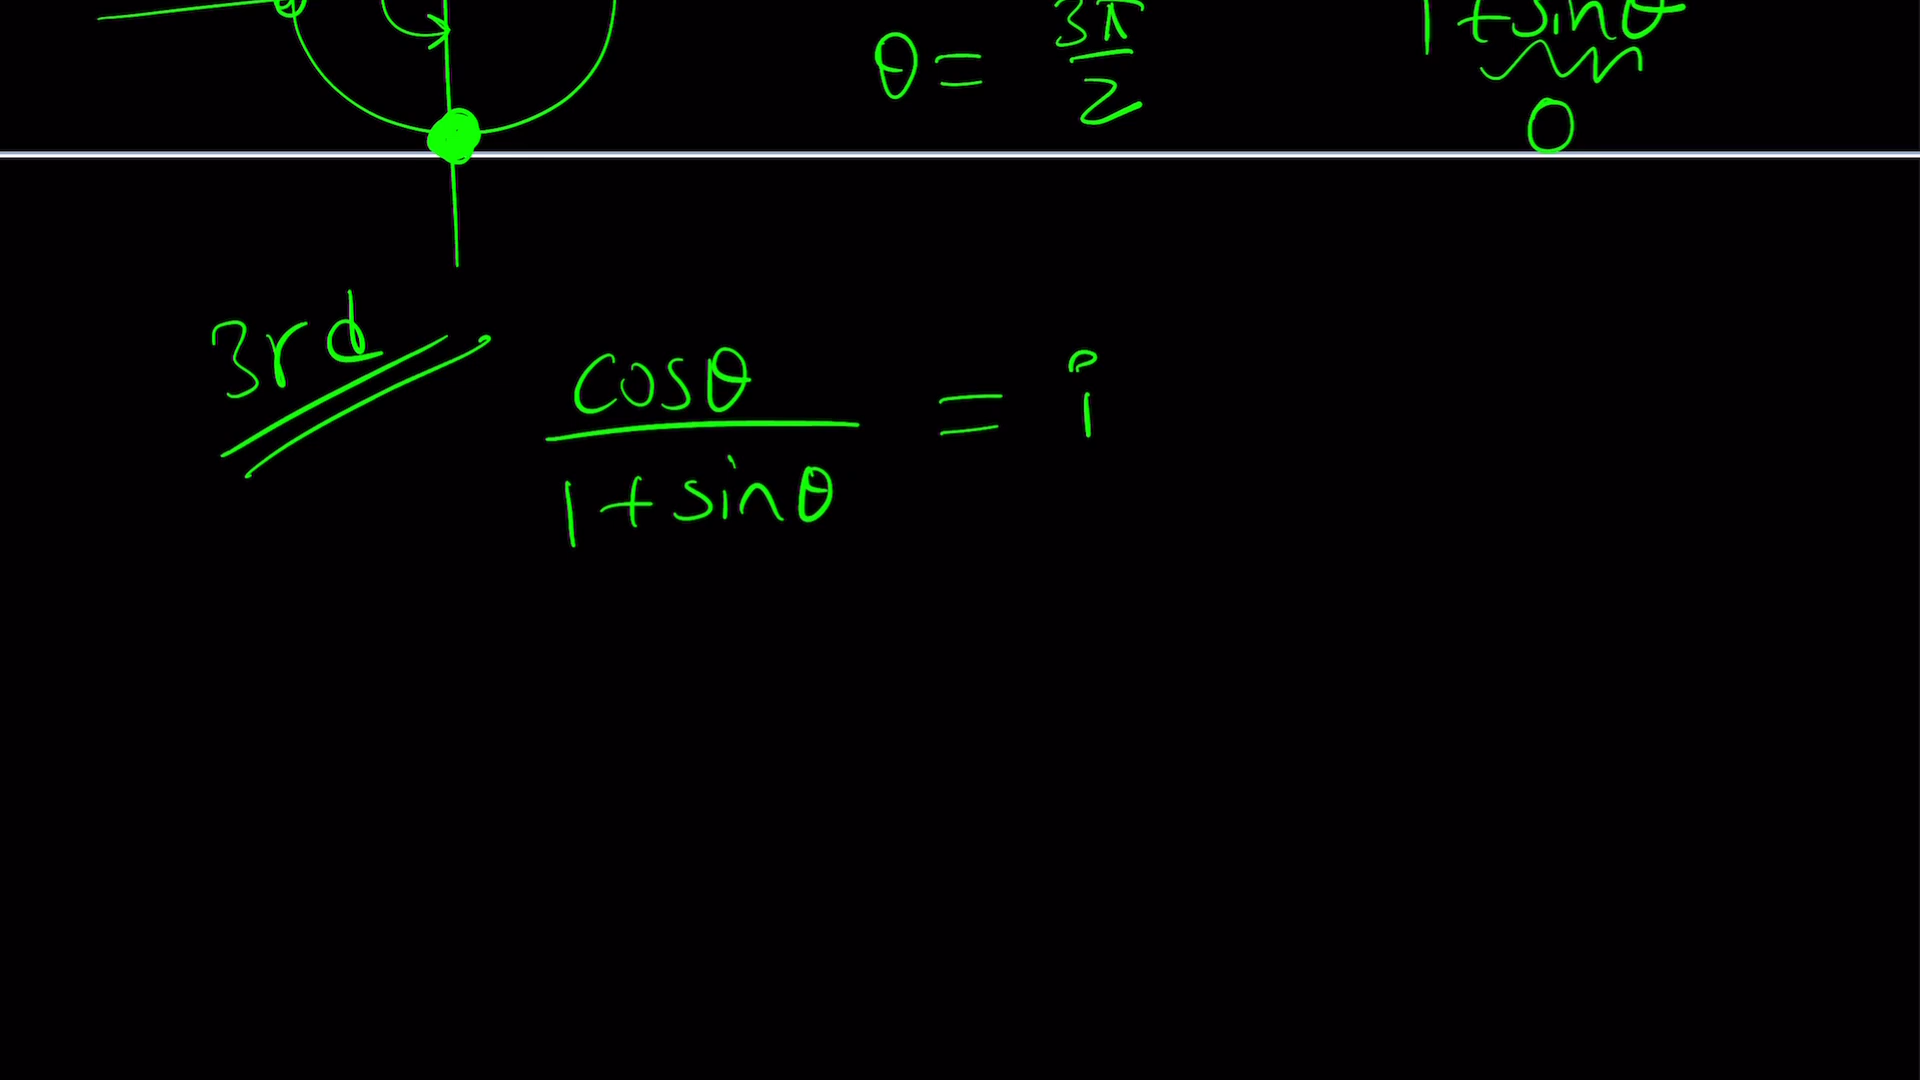 θ = 3π/2
1 + sinθ
0
3rd
cosθ / 1 + sinθ = i